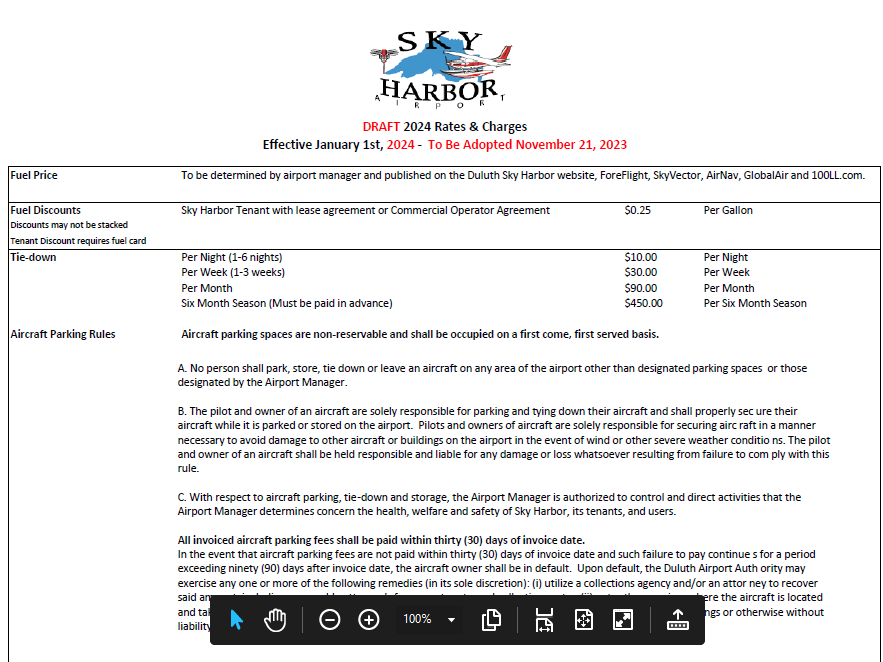 SKY
HARBOR
AIRPORT
DRAFT 2024 Rates & Charges
Effective January 1st, 2024 - To Be Adopted November 21, 2023
Fuel Price To be determined by airport manager and published on the Duluth Sky Harbor website, ForeFlight, SkyVector, AirNav, GlobalAir and 100LL.com.
Fuel Discounts Sky Harbor Tenant with lease agreement or Commercial Operator Agreement $0.25 Per Gallon
Discounts may not be stacked
Tenant Discount requires fuel card
Tie-down Per Night (1-6 nights) $10.00 Per Night
Per Week (1-3 weeks) $30.00 Per Week
Per Month $90.00 Per Month
Six Month Season (Must be paid in advance) $450.00 Per Six Month Season
Aircraft Parking Rules Aircraft parking spaces are non-reservable and shall be occupied on a first come, first served basis.
A. No person shall park, store, tie down or leave an aircraft on any area of the airport other than designated parking spaces or those
designated by the Airport Manager.
B. The pilot and owner of an aircraft are solely responsible for parking and tying down their aircraft and shall properly sec ure their
aircraft while it is parked or stored on the airport. Pilots and owners of aircraft are solely responsible for securing airc raft in a manner
necessary to avoid damage to other aircraft or buildings on the airport in the event of wind or other severe weather conditio ns. The pilot
and owner of an aircraft shall be held responsible and liable for any damage or loss whatsoever resulting from failure to com ply with this
rule.
C. With respect to aircraft parking, tie-down and storage, the Airport Manager is authorized to control and direct activities that the
Airport Manager determines concern the health, welfare and safety of Sky Harbor, its tenants, and users.
All invoiced aircraft parking fees shall be paid within thirty (30) days of invoice date.
In the event that aircraft parking fees are not paid within thirty (30) days of invoice date and such failure to pay continue s for a period
exceeding ninety (90) days after invoice date, the aircraft owner shall be in default. Upon default, the Duluth Airport Auth ority may
exercise any one or more of the following remedies (in its sole discretion): (i) utilize a collections agency and/or an attor ney to recover
said the aircraft is located
and ings or otherwise without
liability
100%